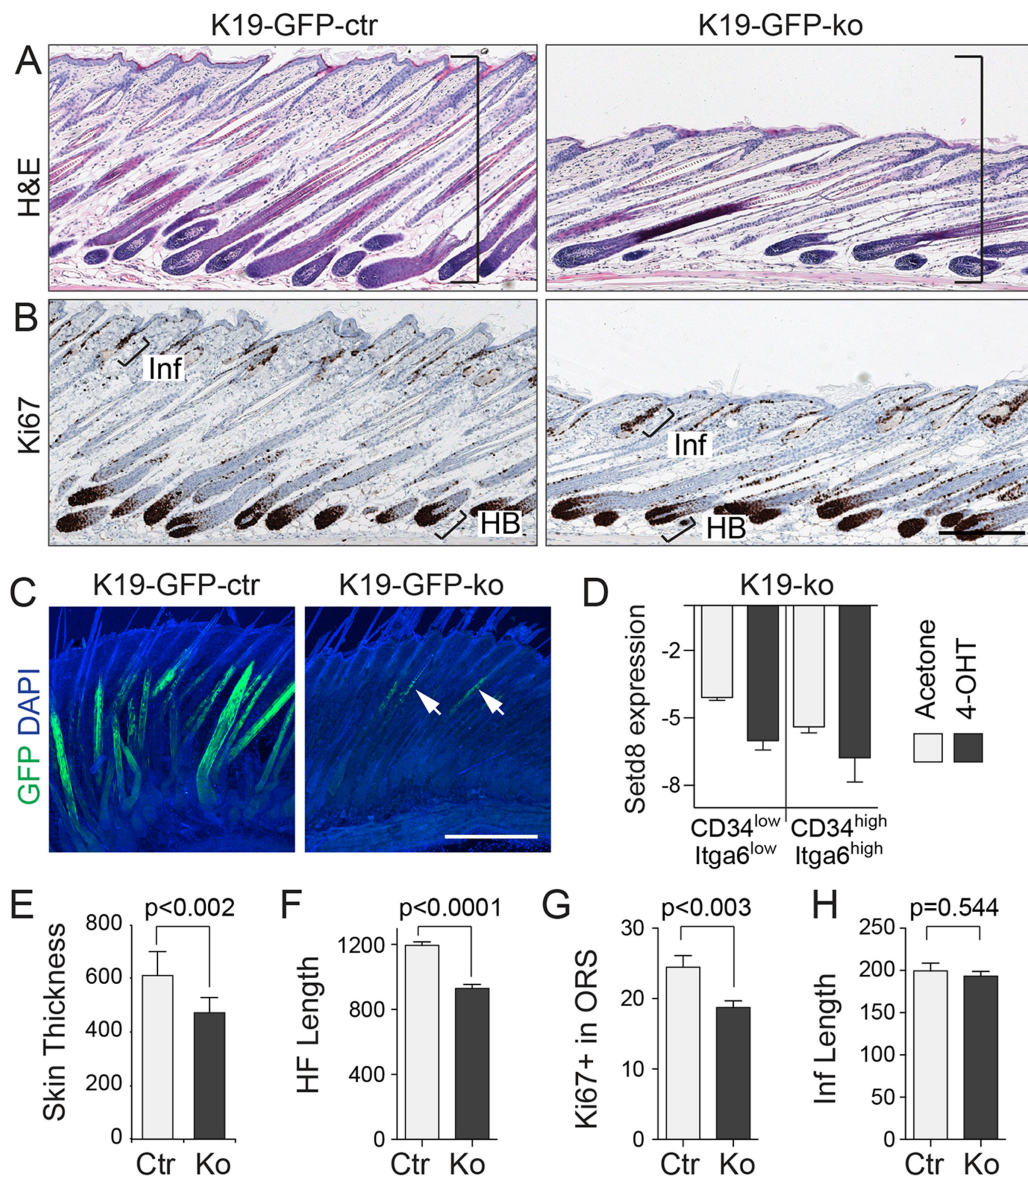 K19-GFP-ctr K19-GFP-ko
A
H&E
B
Ki67
Inf
HB
Inf
HB
C
K19-GFP-ctr K19-GFP-ko
GFP DAPI
D
K19-ko
Setd8 expression
-2
-5
-8
CD34low CD34high
Itga6low Itga6high
Acetone
4-OHT
E
p<0.002
Skin Thickness
800
600
400
200
0
Ctr Ko
F
p<0.0001
HF Length
1200
800
400
0
Ctr Ko
G
p<0.003
Ki67+ in ORS
30
20
10
0
Ctr Ko
H
p=0.544
Inf Length
250
200
150
100
50
0
Ctr Ko